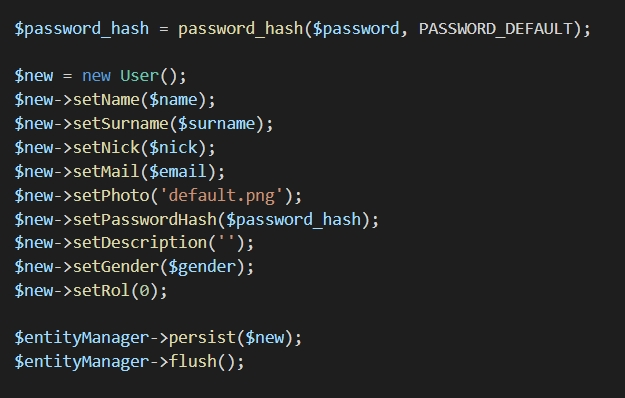 $password_hash = password_hash($password, PASSWORD_DEFAULT);
$new = new User();
$new->setName($name);
$new->setSurname($surname);
$new->setNick($nick);
$new->setMail($email);
$new->setPhoto('default.png');
$new->setPasswordHash($password_hash);
$new->setDescription('');
$new->setGender($gender);
$new->setRol(0);
$entityManager->persist($new);
$entityManager->flush();